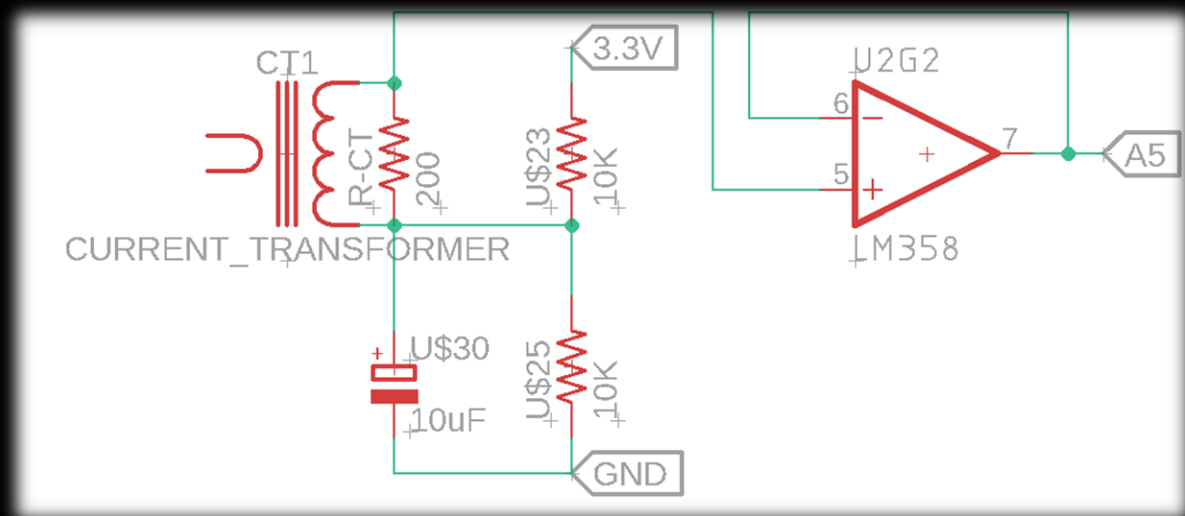 CT1
3.3V
U2G2
6
7
A5
5
R-CT
200
U$23
10K
CURRENT_TRANSFORMER
LM358
U$30
10uF
U$25
10K
GND